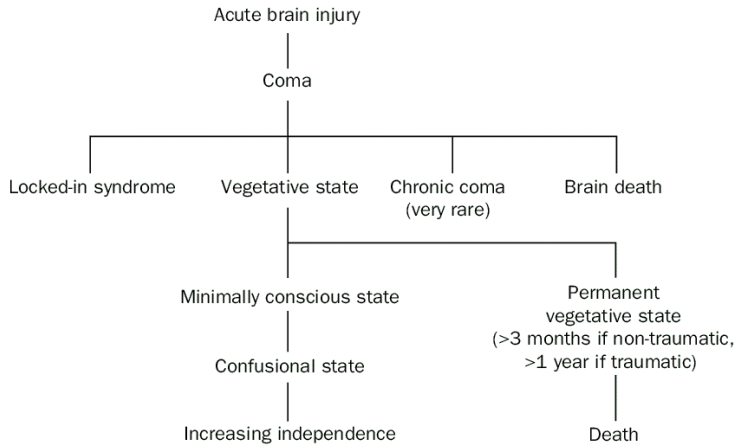 Acute brain injury
Coma
Locked-in syndrome
Vegetative state
Chronic coma
(very rare)
Brain death
Minimally conscious state
Permanent
vegetative state
(>3 months if non-traumatic,
>1 year if traumatic)
Confusional state
Increasing independence
Death